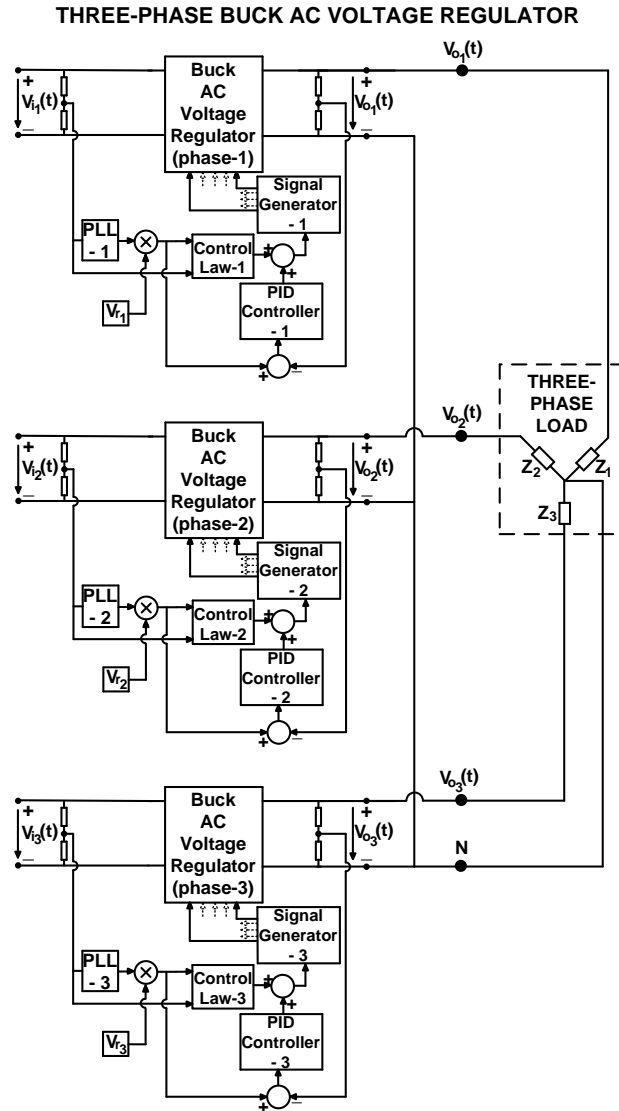 THREE-PHASE BUCK AC VOLTAGE REGULATOR
Vo1(t)
+
Vi1(t)
–
Buck
AC
Voltage
Regulator
(phase-1)
+
Vo1(t)
–
Signal
Generator
- 1
PLL
- 1
×
Control
Law-1
+
+
Vr1
PID
Controller
- 1
+
–
THREE-
PHASE
LOAD
Z2
Z1
Z3
Vo2(t)
+
Vi2(t)
–
Buck
AC
Voltage
Regulator
(phase-2)
+
Vo2(t)
–
Signal
Generator
- 2
PLL
- 2
×
Control
Law-2
+
+
Vr2
PID
Controller
- 2
+
–
Vo3(t)
+
Vi3(t)
–
Buck
AC
Voltage
Regulator
(phase-3)
+
Vo3(t)
–
N
Signal
Generator
- 3
PLL
- 3
×
Control
Law-3
+
+
Vr3
PID
Controller
- 3
+
–